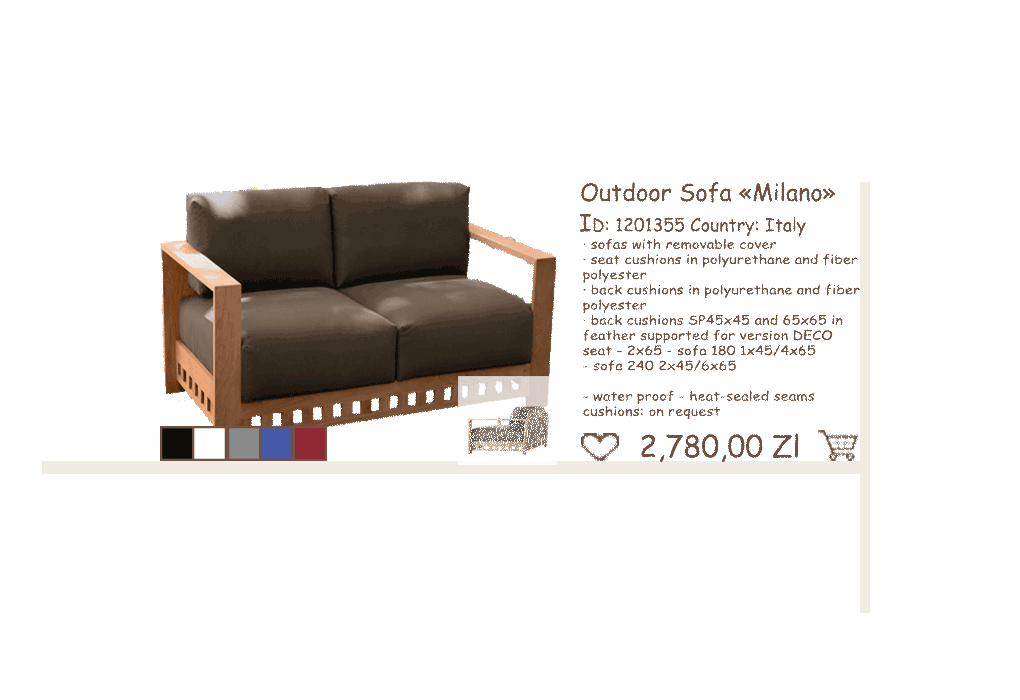 Outdoor Sofa «Milano»
ID: 1201355 Country: Italy
· sofas with removable cover
· seat cushions in polyurethane and fiber
polyester
· back cushions in polyurethane and fiber
polyester
· back cushions SP45x45 and 65x65 in
feather supported for version DECO
seat - 2x65 - sofa 180 1x45/4x65
- sofa 240 2x45/6x65
- water proof - heat-sealed seams
cushions: on request
2,780,00 Zl